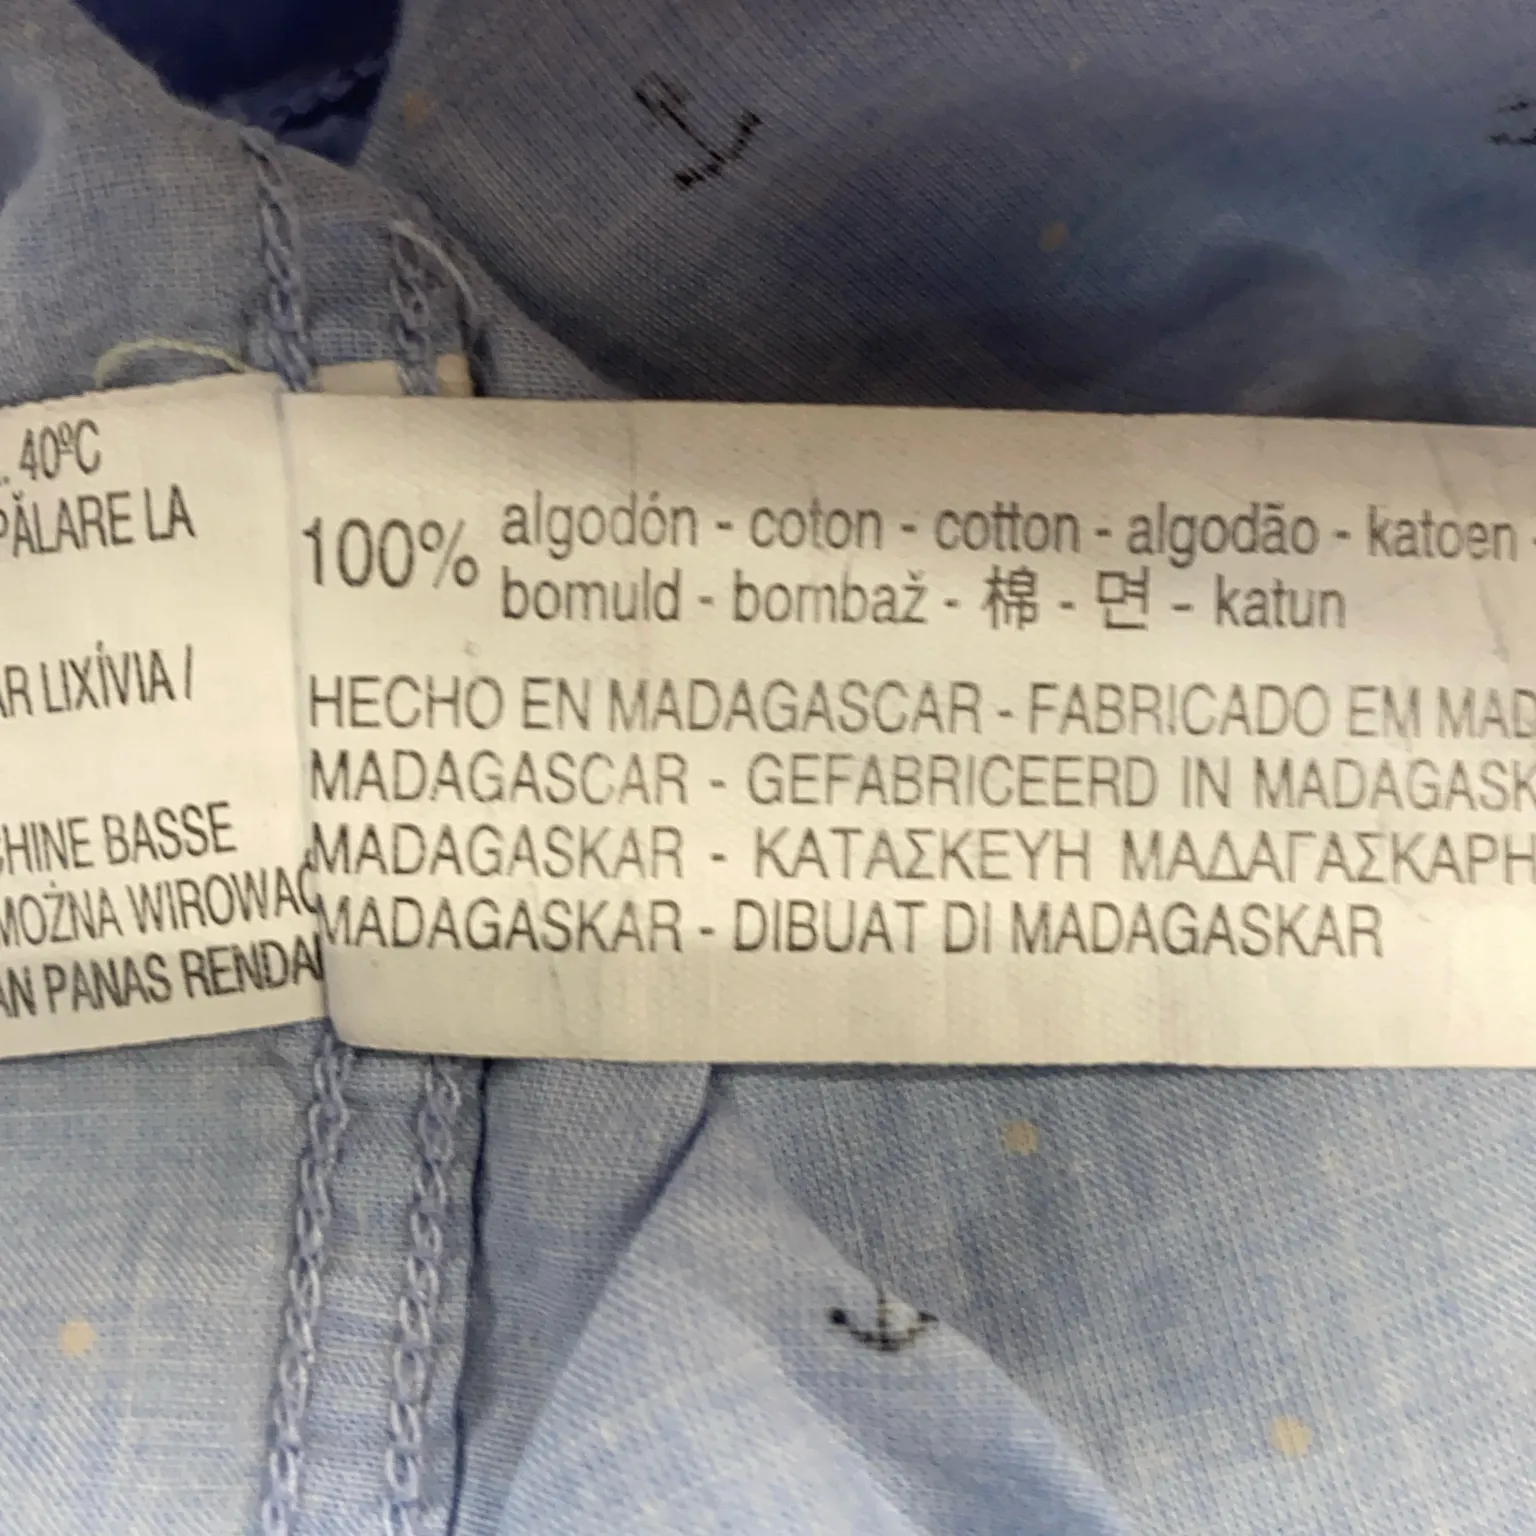 . 40ºC
PĂLARE LA
AR LIXÍVIA /
CHINE BASSE
MOŻNA WIROWAĆ
AN PANAS RENDA
100% algodón - coton - cotton - algodão - katoen -
bomuld - bombaž - 棉 - 면 - katun
HECHO EN MADAGASCAR - FABRICADO EM MAD
MADAGASCAR - GEFABRICEERD IN MADAGASK
MADAGASKAR - ΚΑΤΑΣΚΕΥΗ ΜΑΔΑΓΑΣΚΑΡΗ
MADAGASKAR - DIBUAT DI MADAGASKAR